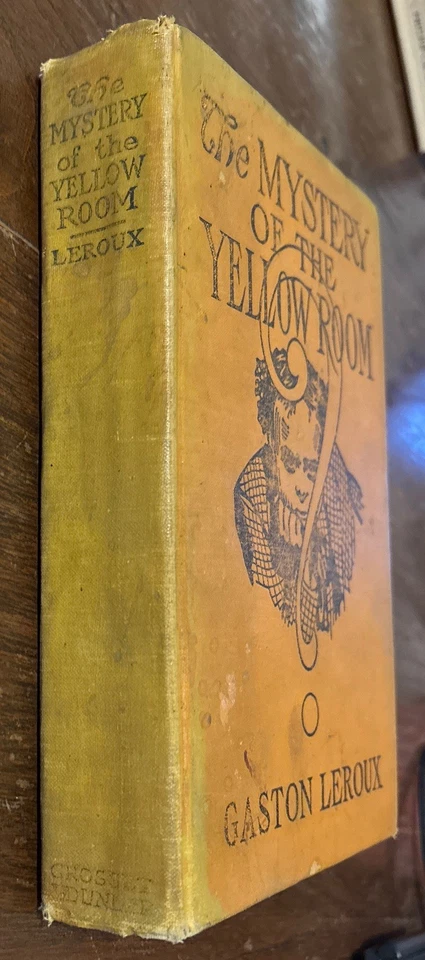 The
MYSTERY
of the
YELLOW
ROOM
LEROUX
GROSSET
& DUNLAP
The MYSTERY
OF THE
YELLOW ROOM
GASTON LEROUX